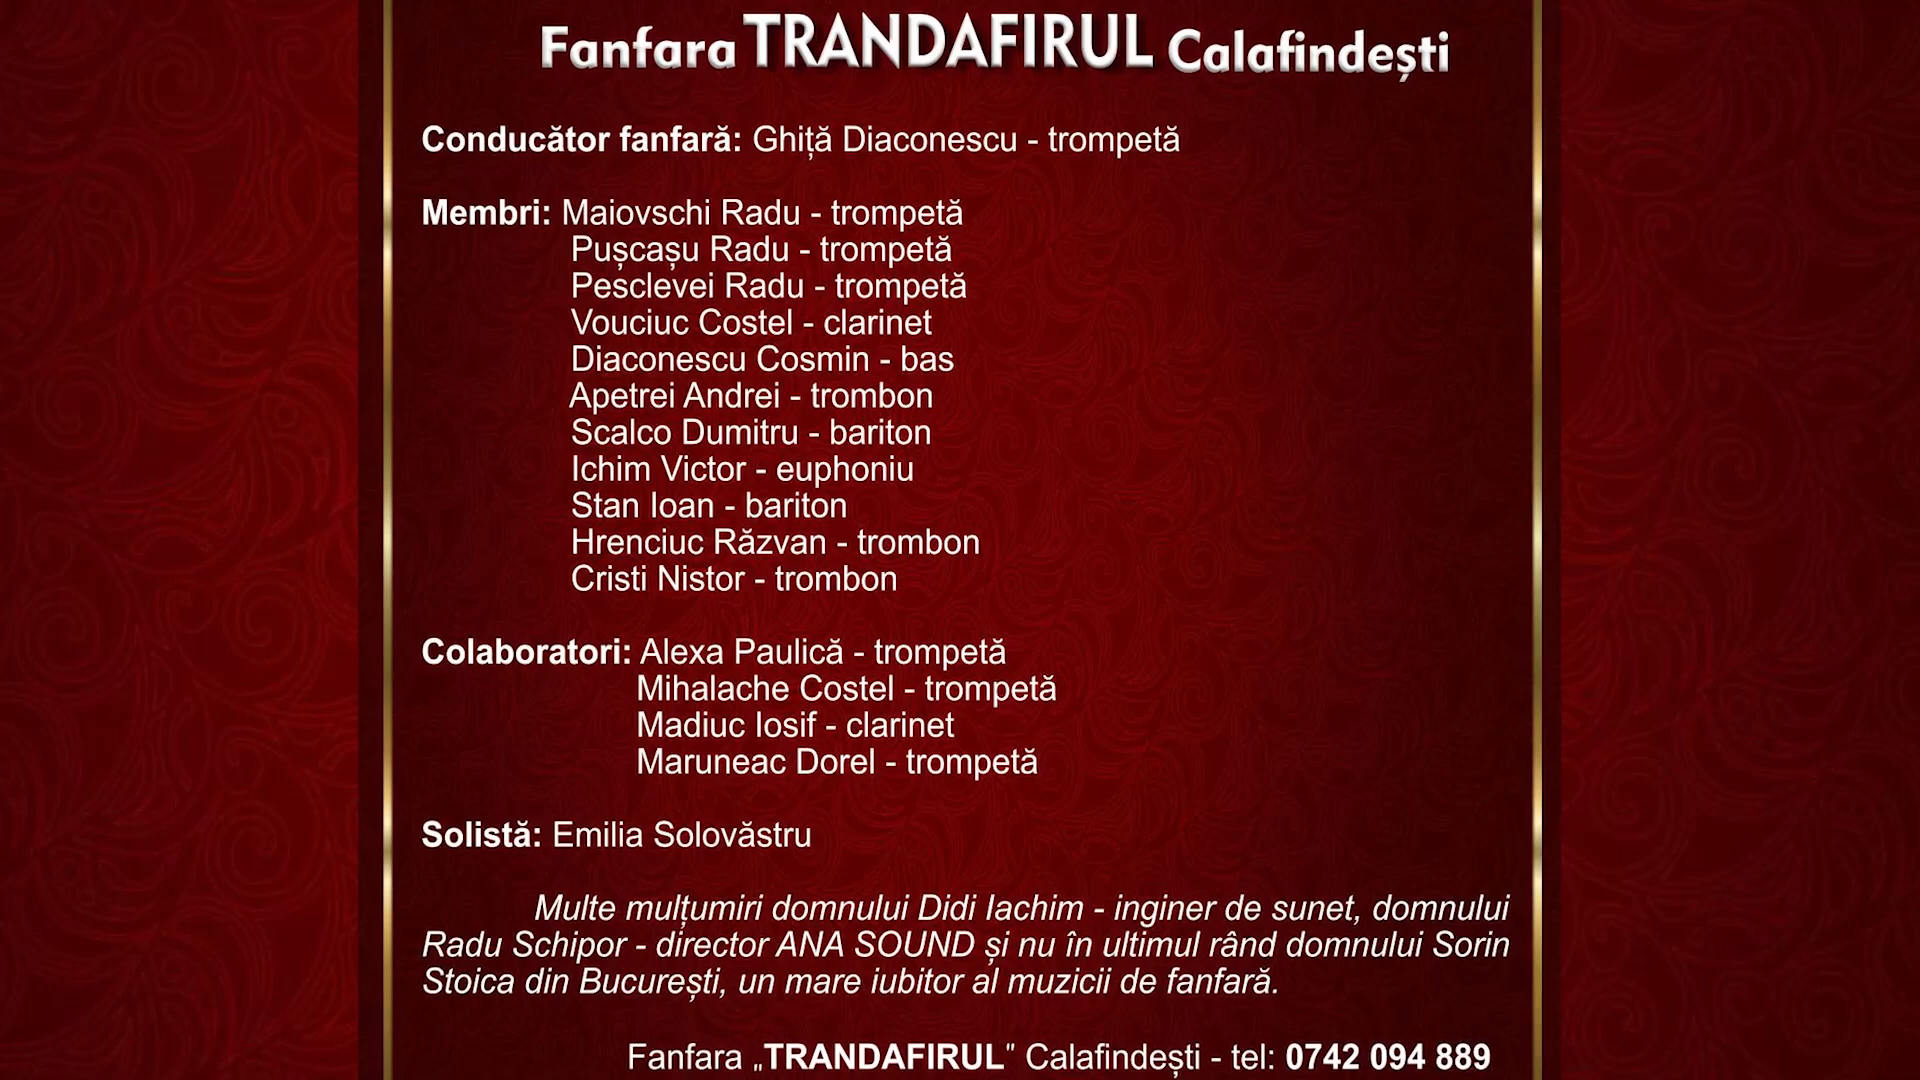 Fanfara TRANDAFIRUL Calafindești
Conducător fanfară: Ghiță Diaconescu - trompetă
Membri: Maiovschi Radu - trompetă
Pușcașu Radu - trompetă
Pesclevei Radu - trompetă
Vouciuc Costel - clarinet
Diaconescu Cosmin - bas
Apetrei Andrei - trombon
Scalco Dumitru - bariton
Ichim Victor - euphoniu
Stan Ioan - bariton
Hrenciuc Răzvan - trombon
Cristi Nistor - trombon
Colaboratori: Alexa Paulică - trompetă
Mihalache Costel - trompetă
Madiuc Iosif - clarinet
Maruneac Dorel - trompetă
Solistă: Emilia Solovăstru
Multe mulțumiri domnului Didi Iachim - inginer de sunet, domnului
Radu Schipor - director ANA SOUND și nu în ultimul rând domnului Sorin
Stoica din București, un mare iubitor al muzicii de fanfară.
Fanfara „TRANDAFIRUL" Calafindești - tel: 0742 094 889